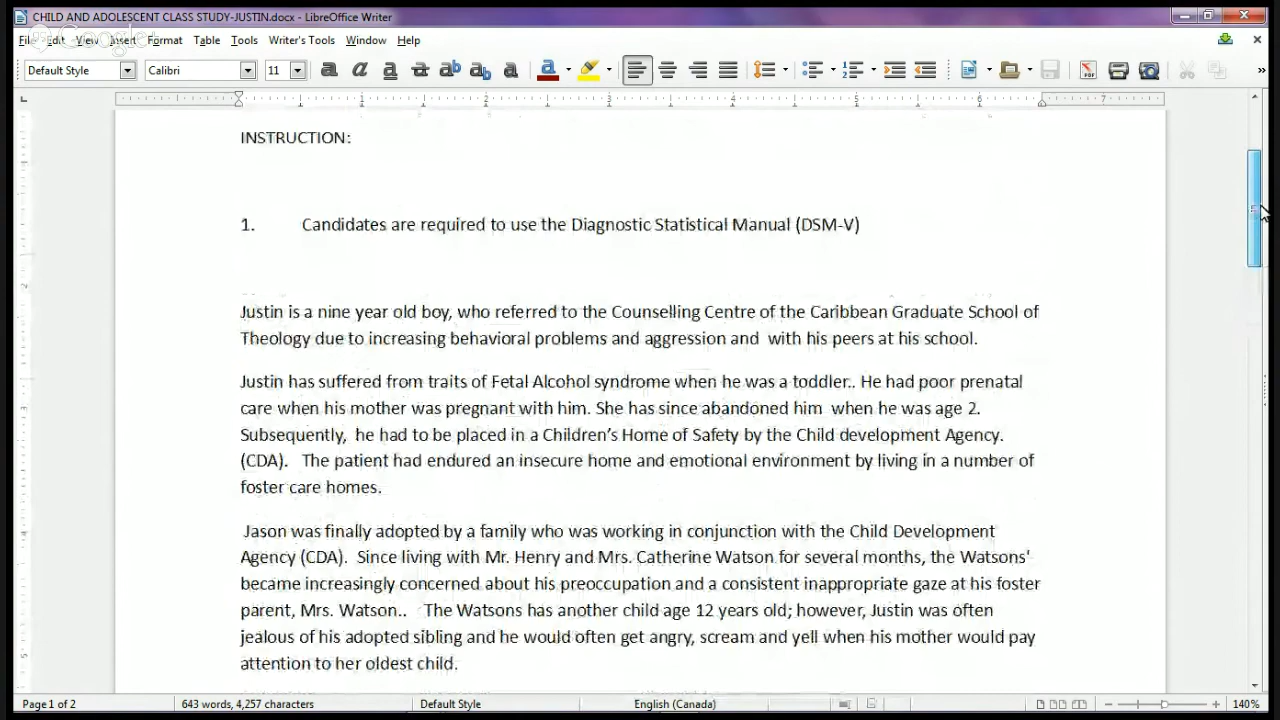 CHILD AND ADOLESCENT CLASS STUDY-JUSTIN.docx - LibreOffice Writer
Google+
File Edit View Insert Format Table Tools Writer's Tools Window Help
Default Style Calibri 11
1 2 3 4 5 6 7
INSTRUCTION:
1. Candidates are required to use the Diagnostic Statistical Manual (DSM-V)
Justin is a nine year old boy, who referred to the Counselling Centre of the Caribbean Graduate School of
Theology due to increasing behavioral problems and aggression and with his peers at his school.
Justin has suffered from traits of Fetal Alcohol syndrome when he was a toddler.. He had poor prenatal
care when his mother was pregnant with him. She has since abandoned him when he was age 2.
Subsequently, he had to be placed in a Children's Home of Safety by the Child development Agency.
(CDA). The patient had endured an insecure home and emotional environment by living in a number of
foster care homes.
Jason was finally adopted by a family who was working in conjunction with the Child Development
Agency (CDA). Since living with Mr. Henry and Mrs. Catherine Watson for several months, the Watsons'
became increasingly concerned about his preoccupation and a consistent inappropriate gaze at his foster
parent, Mrs. Watson.. The Watsons has another child age 12 years old; however, Justin was often
jealous of his adopted sibling and he would often get angry, scream and yell when his mother would pay
attention to her oldest child.
Page 1 of 2 643 words, 4,257 characters Default Style English (Canada) 140%